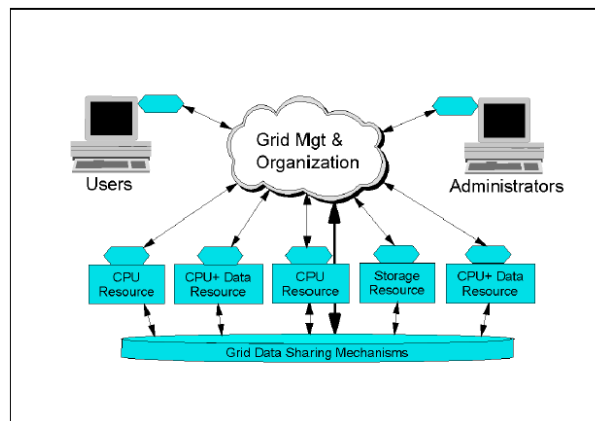 Grid Mgt &
Organization
Users
Administrators
CPU
Resource
CPU+ Data
Resource
CPU
Resource
Storage
Resource
CPU+ Data
Resource
Grid Data Sharing Mechanisms